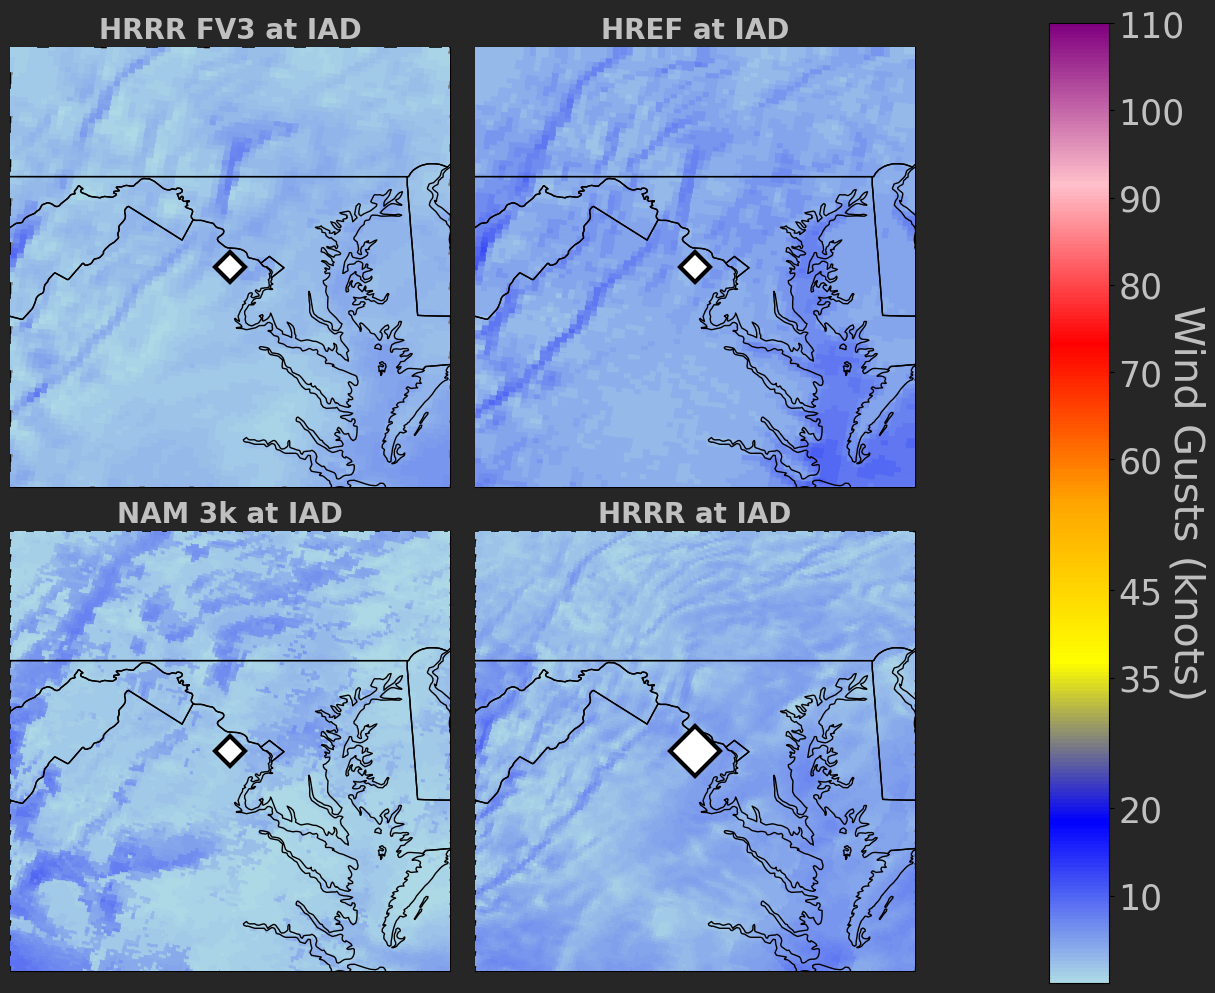 HRRR FV3 at IAD
HREF at IAD
NAM 3k at IAD
HRRR at IAD
110
100
90
80
70
60
45
35
20
10
Wind Gusts (knots)